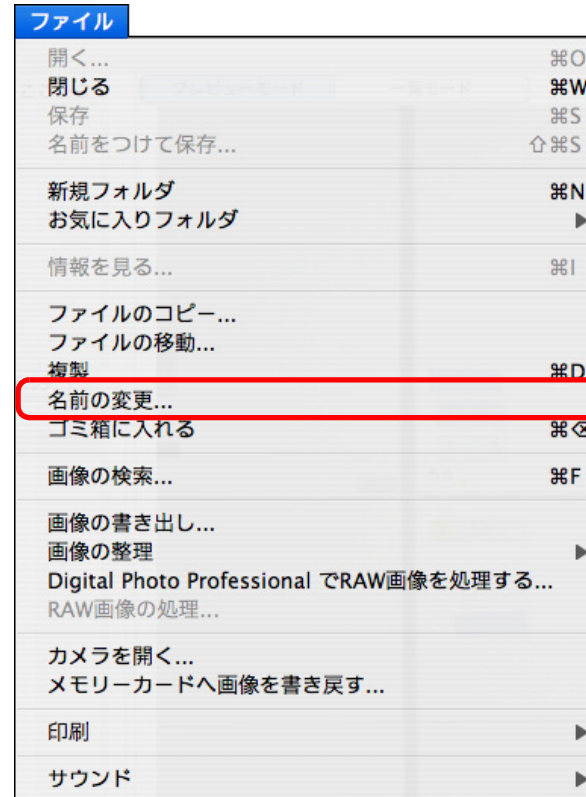 ファイル
開く... ⌘O
閉じる ⌘W
保存 ⌘S
名前をつけて保存... ⇧⌘S
新規フォルダ ⌘N
お気に入りフォルダ ▶
情報を見る... ⌘I
ファイルのコピー...
ファイルの移動...
複製 ⌘D
名前の変更...
ゴミ箱に入れる ⌘⌫
画像の検索... ⌘F
画像の書き出し...
画像の整理 ▶
Digital Photo Professional でRAW画像を処理する...
RAW画像の処理...
カメラを開く...
メモリーカードへ画像を書き戻す...
印刷 ▶
サウンド ▶